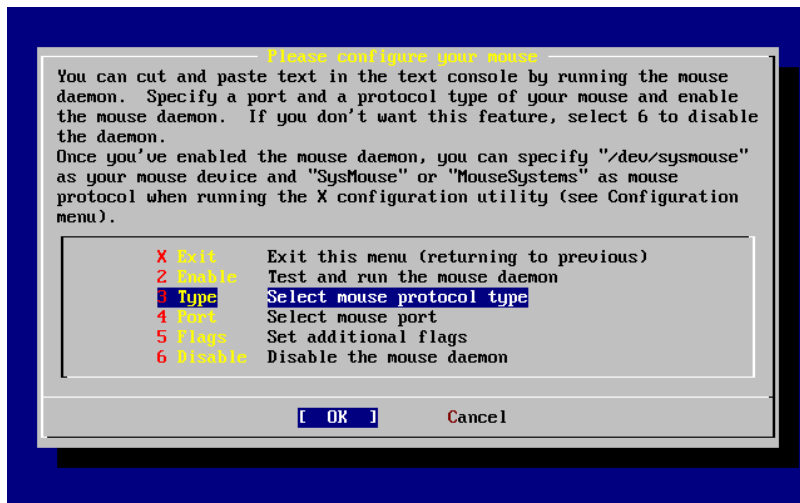 Please configure your mouse
You can cut and paste text in the text console by running the mouse
daemon.  Specify a port and a protocol type of your mouse and enable
the mouse daemon.  If you don't want this feature, select 6 to disable
the daemon.
Once you've enabled the mouse daemon, you can specify "/dev/sysmouse"
as your mouse device and "SysMouse" or "MouseSystems" as mouse
protocol when running the X configuration utility (see Configuration
menu).
X Exit     Exit this menu (returning to previous)
2 Enable   Test and run the mouse daemon
3 Type     Select mouse protocol type
4 Port     Select mouse port
5 Flags    Set additional flags
6 Disable  Disable the mouse daemon
[  OK  ]       Cancel